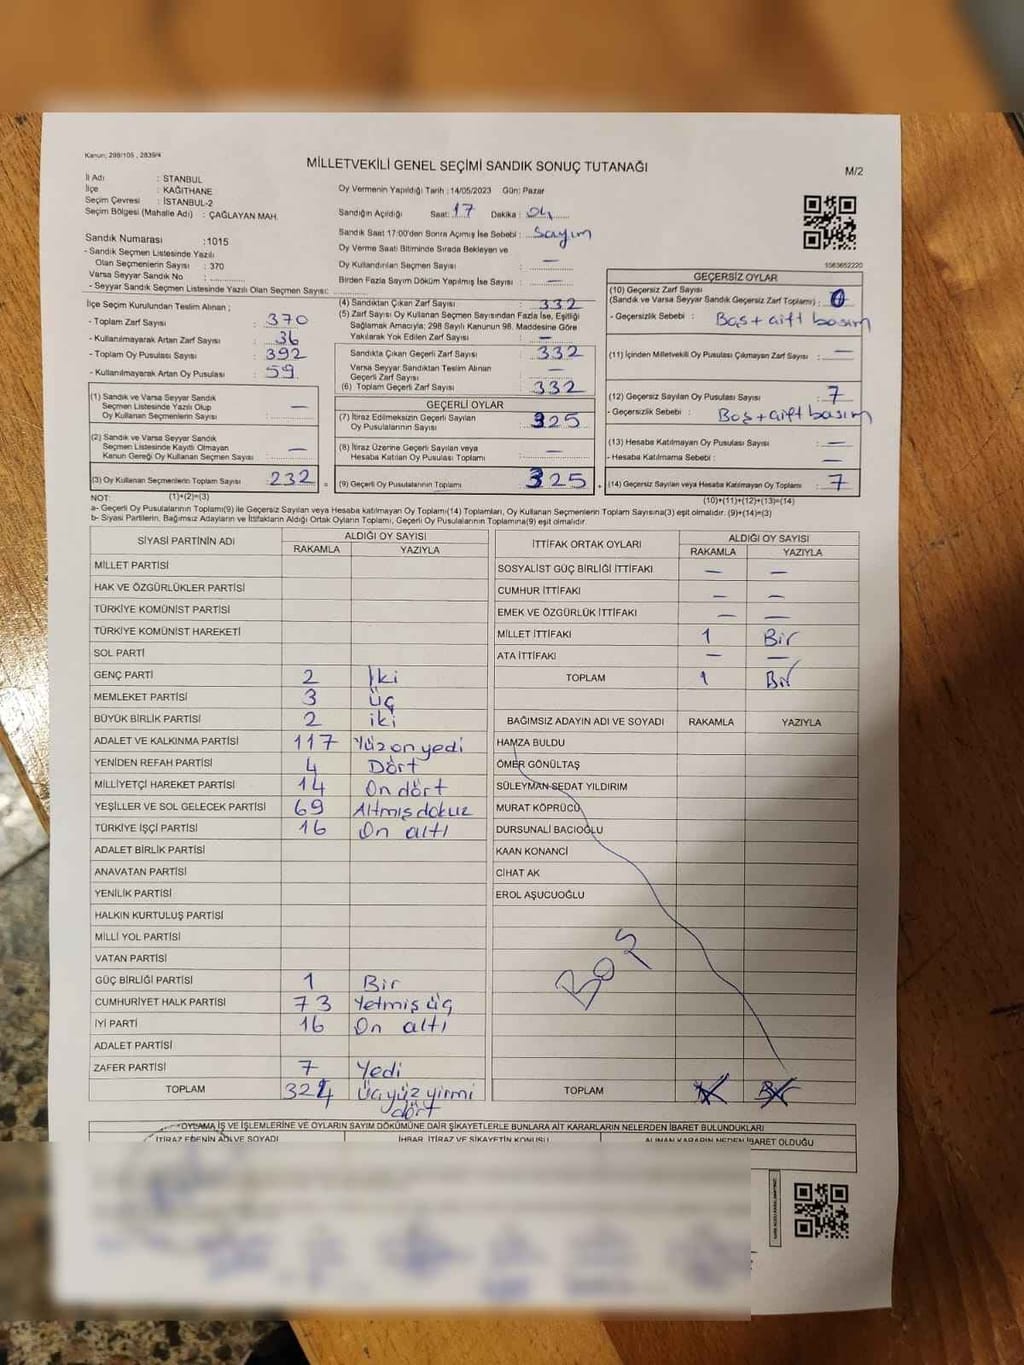 Kanun; 298/105 , 2839/4
MİLLETVEKİLİ GENEL SEÇİMİ SANDIK SONUÇ TUTANAĞI
M/2
İl Adı : STANBUL
İlçe : KAĞITHANE
Seçim Çevresi : İSTANBUL-2
Seçim Bölgesi (Mahalle Adi) : ÇAĞLAYAN MAH.
Sandık Numarası :1015
- Sandık Seçmen Listesinde Yazılı
Olan Seçmenlerin Sayısı : 370
Varsa Seyyar Sandık No :
- Seyyar Sandık Seçmen Listesinde Yazılı Olan Seçmen Sayısı:
İlçe Seçim Kurulundan Teslim Alınan ;
- Toplam Zarf Sayısı : 370
- Kullanılmayarak Artan Zarf Sayısı : 36
- Toplam Oy Pusulası Sayısı : 392
- Kullanılmayarak Artan Oy Pusulası : 59
(1) Sandık ve Varsa Seyyar Sandık
Seçmen Listesinde Yazılı Olup
Oy Kullanan Seçmenlerin Sayısı : —
(2) Sandık ve Varsa Seyyar Sandık
Seçmen Listesinde Kayıtlı Olmayan
Kanun Gereği Oy Kullanan Seçmen Sayısı : —
(3) Oy Kullanan Seçmenlerin Toplam Sayısı : 232 =
Oy Vermenin Yapıldığı Tarih : 14/05/2023 Gün: Pazar
Sandığın Açıldığı Saat: 17 Dakika : 04
Sandık Saat 17:00'den Sonra Açımış İse Sebebi : Sayım
Oy Verme Saati Bitiminde Sırada Bekleyen ve
Oy Kullandırılan Seçmen Sayısı : —
Birden Fazla Sayım Döküm Yapılmış İse Sayısı : —
(4) Sandıktan Çıkan Zarf Sayısı : 332
(5) Zarf Sayısı Oy Kullanan Seçmen Sayısından Fazla İse, Eşitliği
Sağlamak Amacıyla: 298 Sayılı Kanunun 98. Maddesine Göre
Yakılarak Yok Edilen Zarf Sayısı : —
Sandıkta Çıkan Geçerli Zarf Sayısı : 332
Varsa Seyyar Sandıktan Teslim Alınan
Geçerli Zarf Sayısı : —
(6) Toplam Geçerli Zarf Sayısı : 332
GEÇERLİ OYLAR
(7) İtiraz Edilmeksizin Geçerli Sayılan
Oy Pusulalarının Sayısı : 325
(8) İtiraz Üzerine Geçerli Sayılan veya
Hesaba Katılan Oy Pusulası Toplamı : —
(9) Geçerli Oy Pusulalarının Toplamı : 325 +
1563652220
GEÇERSİZ OYLAR
(10) Geçersiz Zarf Sayısı
(Sandık ve Varsa Seyyar Sandık Geçersiz Zarf Toplamı) : 0
- Geçersizlik Sebebi : Boş + çift basım
(11) İçinden Milletvekili Oy Pusulası Çıkmayan Zarf Sayısı : —
(12) Geçersiz Sayılan Oy Pusulası Sayısı : 7
- Geçersizlik Sebebi : Boş + çift basım
(13) Hesaba Katılmayan Oy Pusulası Sayısı : —
- Hesaba Katılmama Sebebi : —
(14) Geçersiz Sayılan veya Hesaba Katılmayan Oy Toplamı : 7
NOT: (1)+(2)=(3) (10)+(11)+(12)+(13)=(14)
a- Geçerli Oy Pusulalarının Toplamı(9) ile Geçersiz Sayılan veya Hesaba Katılmayan Oy Toplamı(14) Toplamları, Oy Kullanan Seçmenlerin Toplam Sayısına(3) eşit olmalıdır. (9)+(14)=(3)
b- Siyasi Partilerin, Bağımsız Adayların ve İttifakların Aldığı Ortak Oyların Toplamı, Geçerli Oy Pusulalarının Toplamına(9) eşit olmalıdır.
SİYASİ PARTİNİN ADI ALDIĞI OY SAYISI
RAKAMLA YAZIYLA
MİLLET PARTİSİ
HAK VE ÖZGÜRLÜKLER PARTİSİ
TÜRKİYE KOMÜNİST PARTİSİ
TÜRKİYE KOMÜNİST HAREKETİ
SOL PARTİ
GENÇ PARTİ 2 İki
MEMLEKET PARTİSİ 3 üç
BÜYÜK BİRLİK PARTİSİ 2 iki
ADALET VE KALKINMA PARTİSİ 117 Yüz on yedi
YENİDEN REFAH PARTİSİ 4 Dört
MİLLİYETÇİ HAREKET PARTİSİ 14 On dört
YEŞİLLER VE SOL GELECEK PARTİSİ 69 Altmış dokuz
TÜRKİYE İŞÇİ PARTİSİ 16 On altı
ADALET BİRLİK PARTİSİ
ANAVATAN PARTİSİ
YENİLİK PARTİSİ
HALKIN KURTULUŞ PARTİSİ
MİLLİ YOL PARTİSİ
VATAN PARTİSİ
GÜÇ BİRLİĞİ PARTİSİ 1 Bir
CUMHURİYET HALK PARTİSİ 73 Yetmiş üç
İYİ PARTİ 16 On altı
ADALET PARTİSİ
ZAFER PARTİSİ 7 Yedi
TOPLAM 324 Üçyüz yirmi
dört
İTTİFAK ORTAK OYLARI ALDIĞI OY SAYISI
RAKAMLA YAZIYLA
SOSYALİST GÜÇ BİRLİĞİ İTTİFAKI — —
CUMHUR İTTİFAKI — —
EMEK VE ÖZGÜRLÜK İTTİFAKI — —
MİLLET İTTİFAKI 1 Bir
ATA İTTİFAKI — —
TOPLAM 1 Bir
BAĞIMSIZ ADAYIN ADI VE SOYADI RAKAMLA YAZIYLA
HAMZA BULDU
ÖMER GÖNÜLTAŞ
SÜLEYMAN SEDAT YILDIRIM
MURAT KÖPRÜCÜ
DURSUNALİ BACIOĞLU
KAAN KONANCİ
CİHAT AK
EROL AŞUCUOĞLU
BOŞ
TOPLAM
OYLAMA İŞ VE İŞLEMLERİNE VE OYLARIN SAYIM DÖKÜMÜNE DAİR ŞİKAYETLERLE BUNLARA AİT KARARLARIN NELERDEN İBARET BULUNDUKLARI
İTİRAZ EDENİN ADI VE SOYADI İHBAR, İTİRAZ VE ŞİKAYETİN KONUSU ALINAN KARARIN NEDEN İBARET OLDUĞU